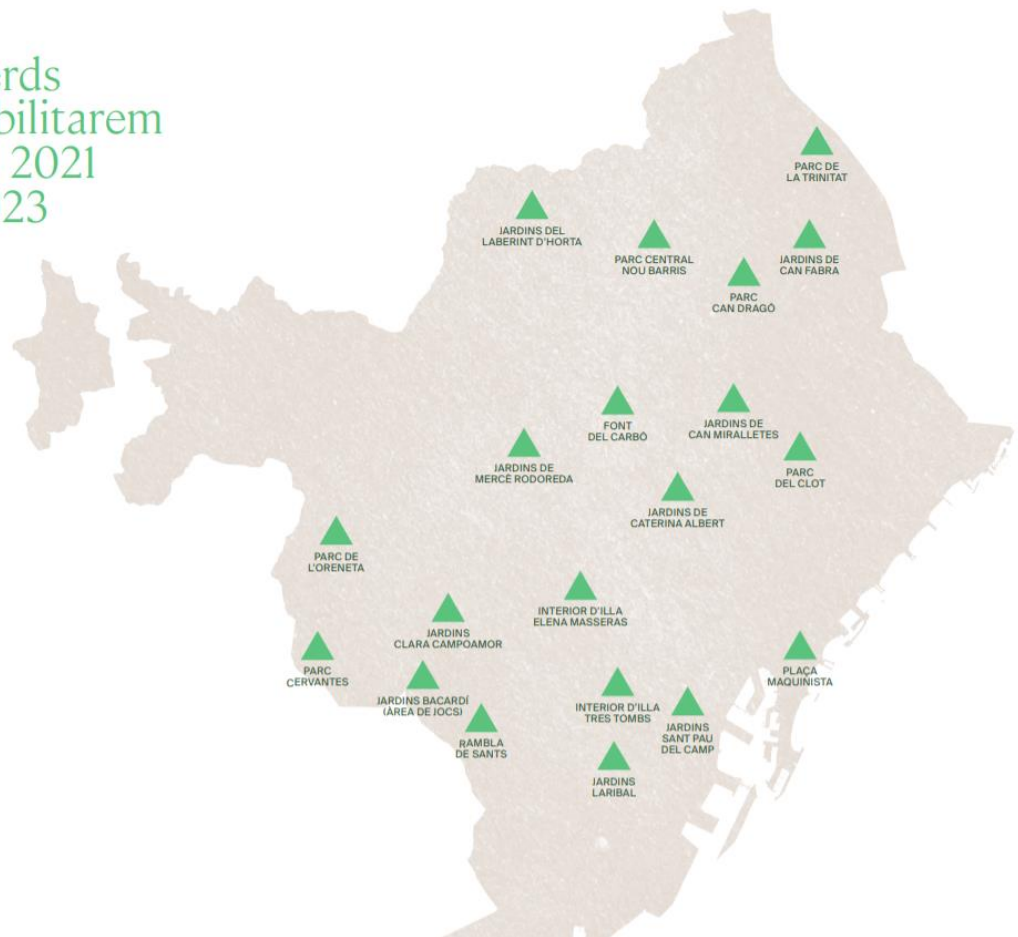 rds
bilitarem
2021
23
PARC DE
LA TRINITAT
JARDINS DEL
LABERINT D'HORTA
PARC CENTRAL
NOU BARRIS
JARDINS DE
CAN FABRA
PARC
CAN DRAGÓ
FONT
DEL CARBÓ
JARDINS DE
CAN MIRALLETES
JARDINS DE
MERCÈ RODOREDA
PARC
DEL CLOT
JARDINS DE
CATERINA ALBERT
PARC DE
L'ORENETA
INTERIOR D'ILLA
ELENA MASSERAS
JARDINS
CLARA CAMPOAMOR
PARC
CERVANTES
PLAÇA
MAQUINISTA
JARDINS BACARDÍ
(ÀREA DE JOCS)
INTERIOR D'ILLA
TRES TOMBS
JARDINS
SANT PAU
DEL CAMP
RAMBLA
DE SANTS
JARDINS
LARIBAL